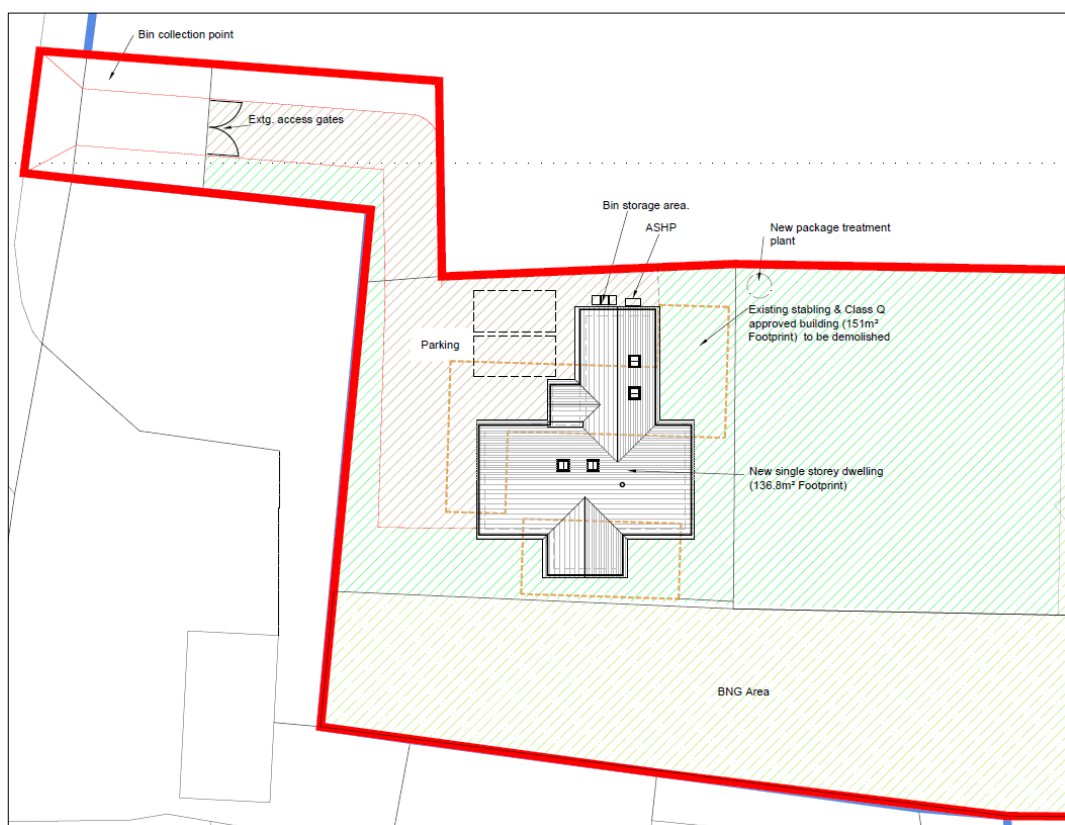 Bin collection point
Extg. access gates
Bin storage area.
ASHP
New package treatment
plant
Existing stabling & Class Q
approved building (151m²
Footprint) to be demolished
Parking
New single storey dwelling
(136.8m² Footprint)
BNG Area